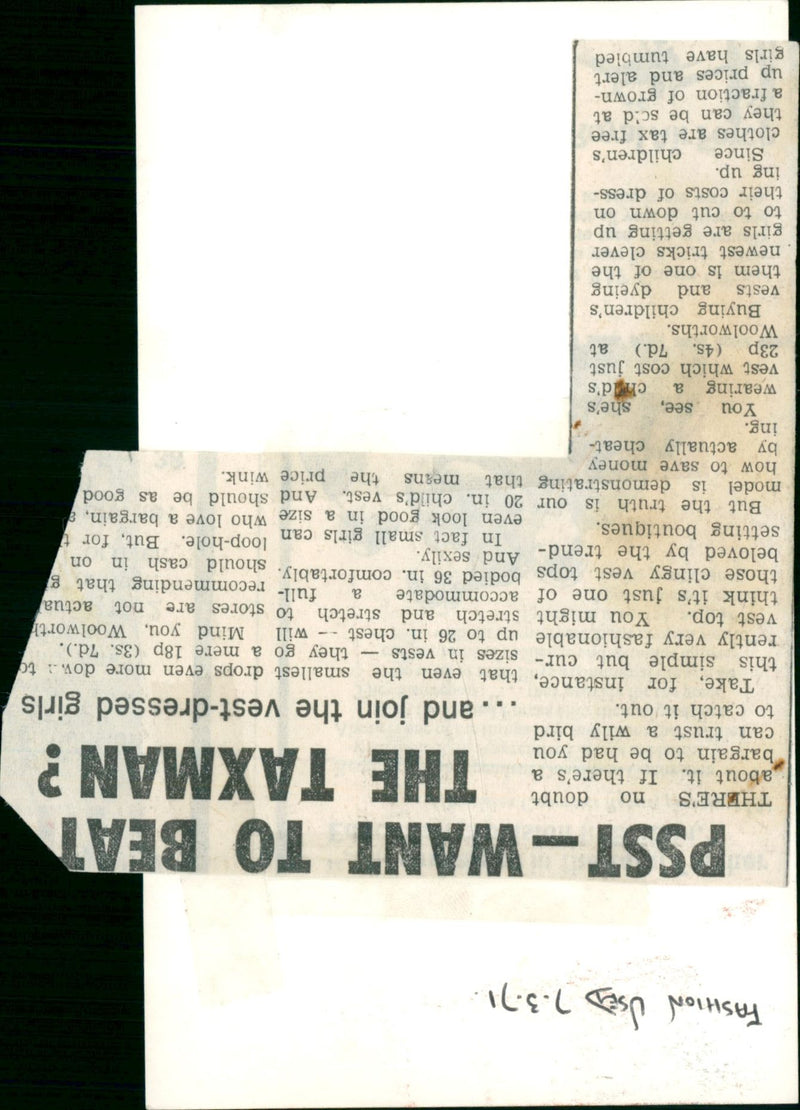 FASHION USED 7.3.71.
PSST—WANT TO BEAT
THE TAXMAN?
...and join the vest-dressed girls
THERE'S no doubt
about it. If there's a
bargain to be had you
can trust a wily bird
to catch it out.
Take, for instance,
this simple but cur-
rently very fashionable
vest top. You might
think it's just one of
those clingy vest tops
beloved by the trend-
setting boutiques.
But the truth is our
model is demonstrating
how to save money
by actually cheat-
ing.
You see, she's
wearing a child's
vest which cost just
23p (4s. 7d.) at
Woolworths.
Buying children's
vests and dyeing
them is one of the
newest tricks clever
girls are getting up
to to cut down on
their costs of dress-
ing up.
Since children's
clothes are tax free
they can be sold at
a fraction of grown-
up prices and alert
girls have tumbled
that even the smallest
sizes in vests — they go
up to 26 in. chest -- will
stretch and stretch to
accommodate a full-
bodied 36 in. comfortably.
And sexily.
In fact small girls can
even look good in a size
20 in. child's vest. And
that means the price
drops even more to
a mere 18p (3s. 7d.).
Mind you,
stores are not
recommending that
should cash in on
loop-hole. But, for
who love a bargain,
should be as good
wink.